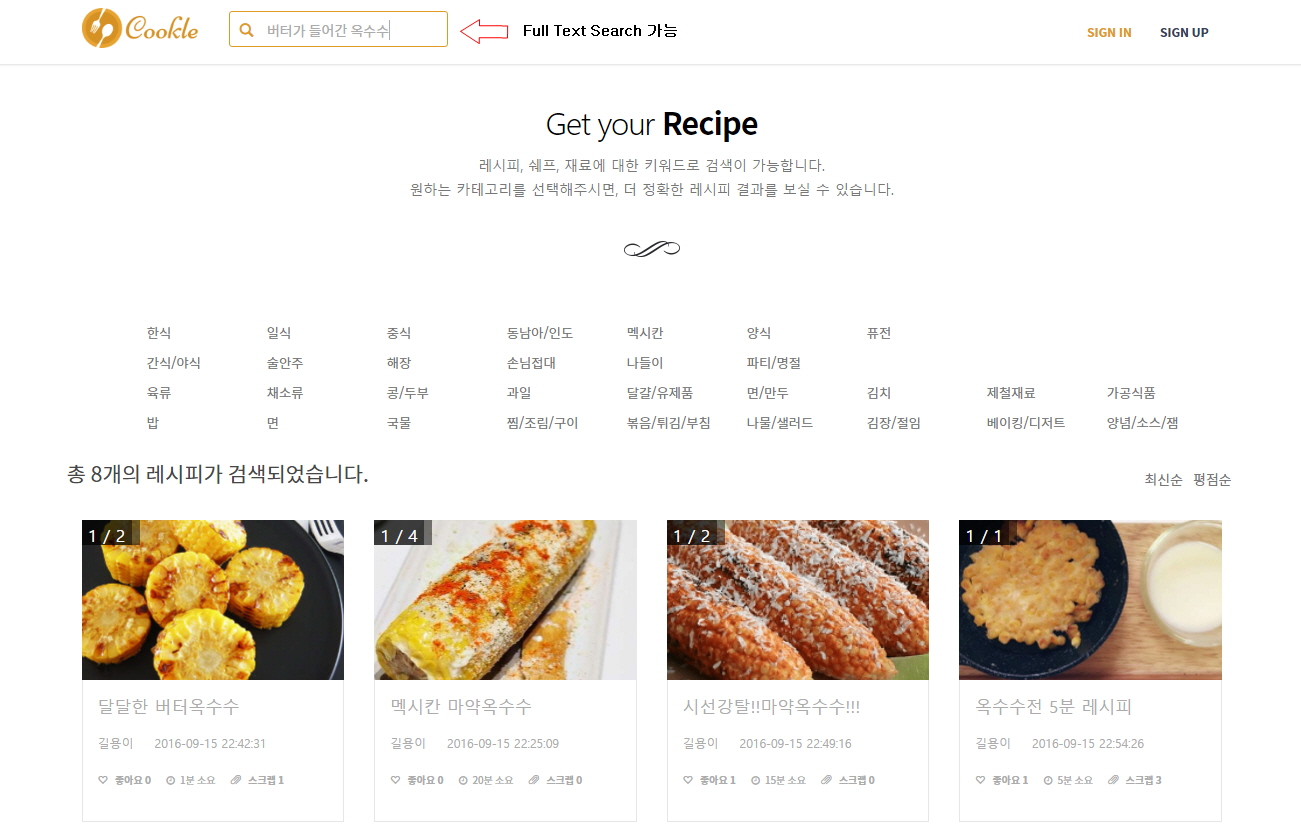 Cookle
버터가 들어간 옥수수
Full Text Search 가능
SIGN IN SIGN UP
Get your Recipe
레시피, 쉐프, 재료에 대한 키워드로 검색이 가능합니다.
원하는 카테고리를 선택해주시면, 더 정확한 레시피 결과를 보실 수 있습니다.
한식 일식 중식 동남아/인도 멕시칸 양식 퓨전
간식/야식 술안주 해장 손님접대 나들이 파티/명절
육류 채소류 콩/두부 과일 달걀/유제품 면/만두 김치 제철재료 가공식품
밥 면 국물 찜/조림/구이 볶음/튀김/부침 나물/샐러드 김장/절임 베이킹/디저트 양념/소스/잼
총 8개의 레시피가 검색되었습니다.
최신순 평점순
1 / 2
달달한 버터옥수수
길용이 2016-09-15 22:42:31
좋아요 0 1분 소요 스크랩 1
1 / 4
멕시칸 마약옥수수
길용이 2016-09-15 22:25:09
좋아요 0 20분 소요 스크랩 0
1 / 2
시선강탈!!마약옥수수!!!
길용이 2016-09-15 22:49:16
좋아요 1 15분 소요 스크랩 0
1 / 1
옥수수전 5분 레시피
길용이 2016-09-15 22:54:26
좋아요 1 5분 소요 스크랩 3